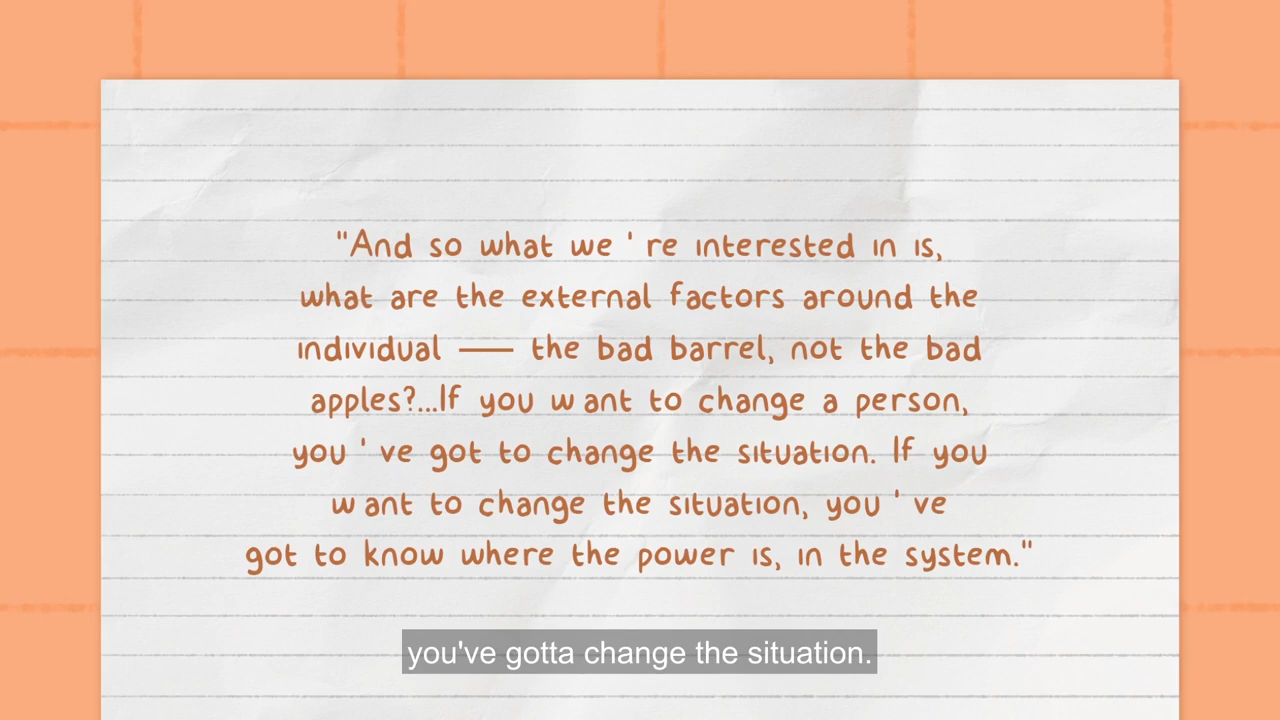 "And so what we ' re interested in is,
what are the external factors around the
individual — the bad barrel, not the bad
apples?...If you w ant to change a person,
you ' ve got to change the situation. If you
w ant to change the situation, you ' ve
got to know where the power is, in the system."
you've gotta change the situation.